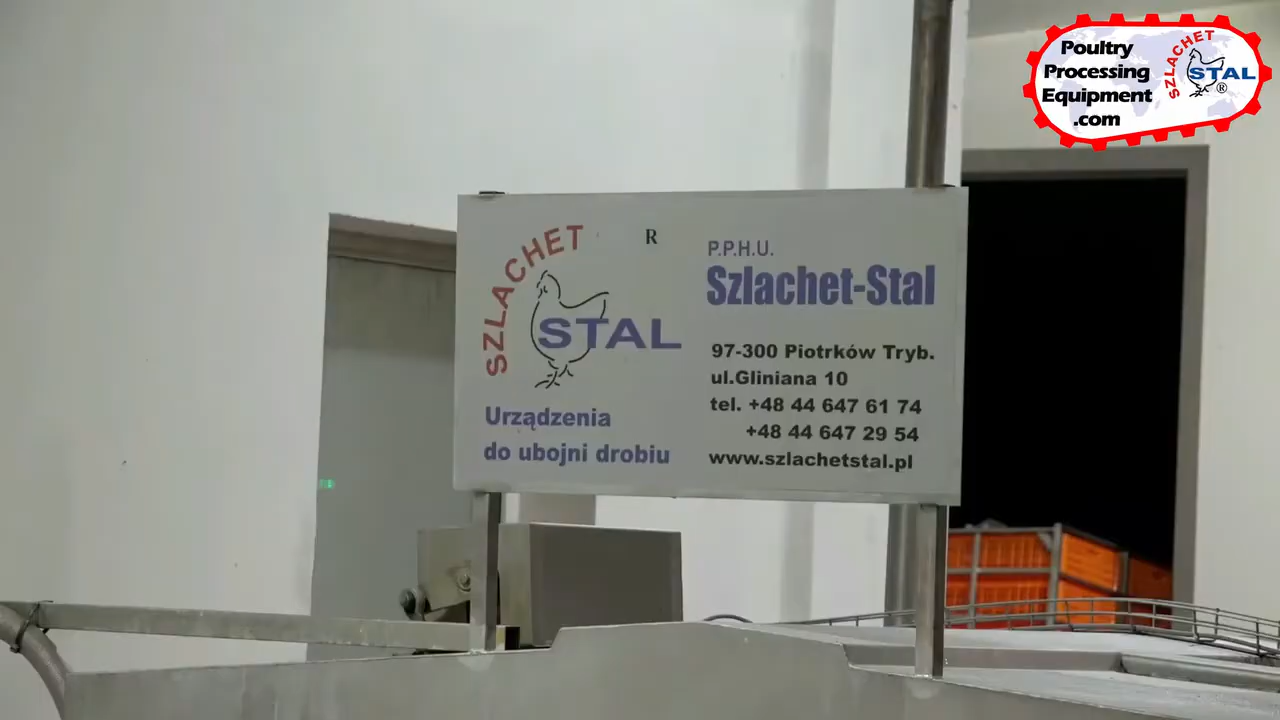 Poultry
Processing
Equipment
.com
SZLACHET
STAL
®
SZLACHET
STAL
R
Urządzenia
do ubojni drobiu
P.P.H.U.
Szlachet-Stal
97-300 Piotrków Tryb.
ul.Gliniana 10
tel. +48 44 647 61 74
+48 44 647 29 54
www.szlachetstal.pl